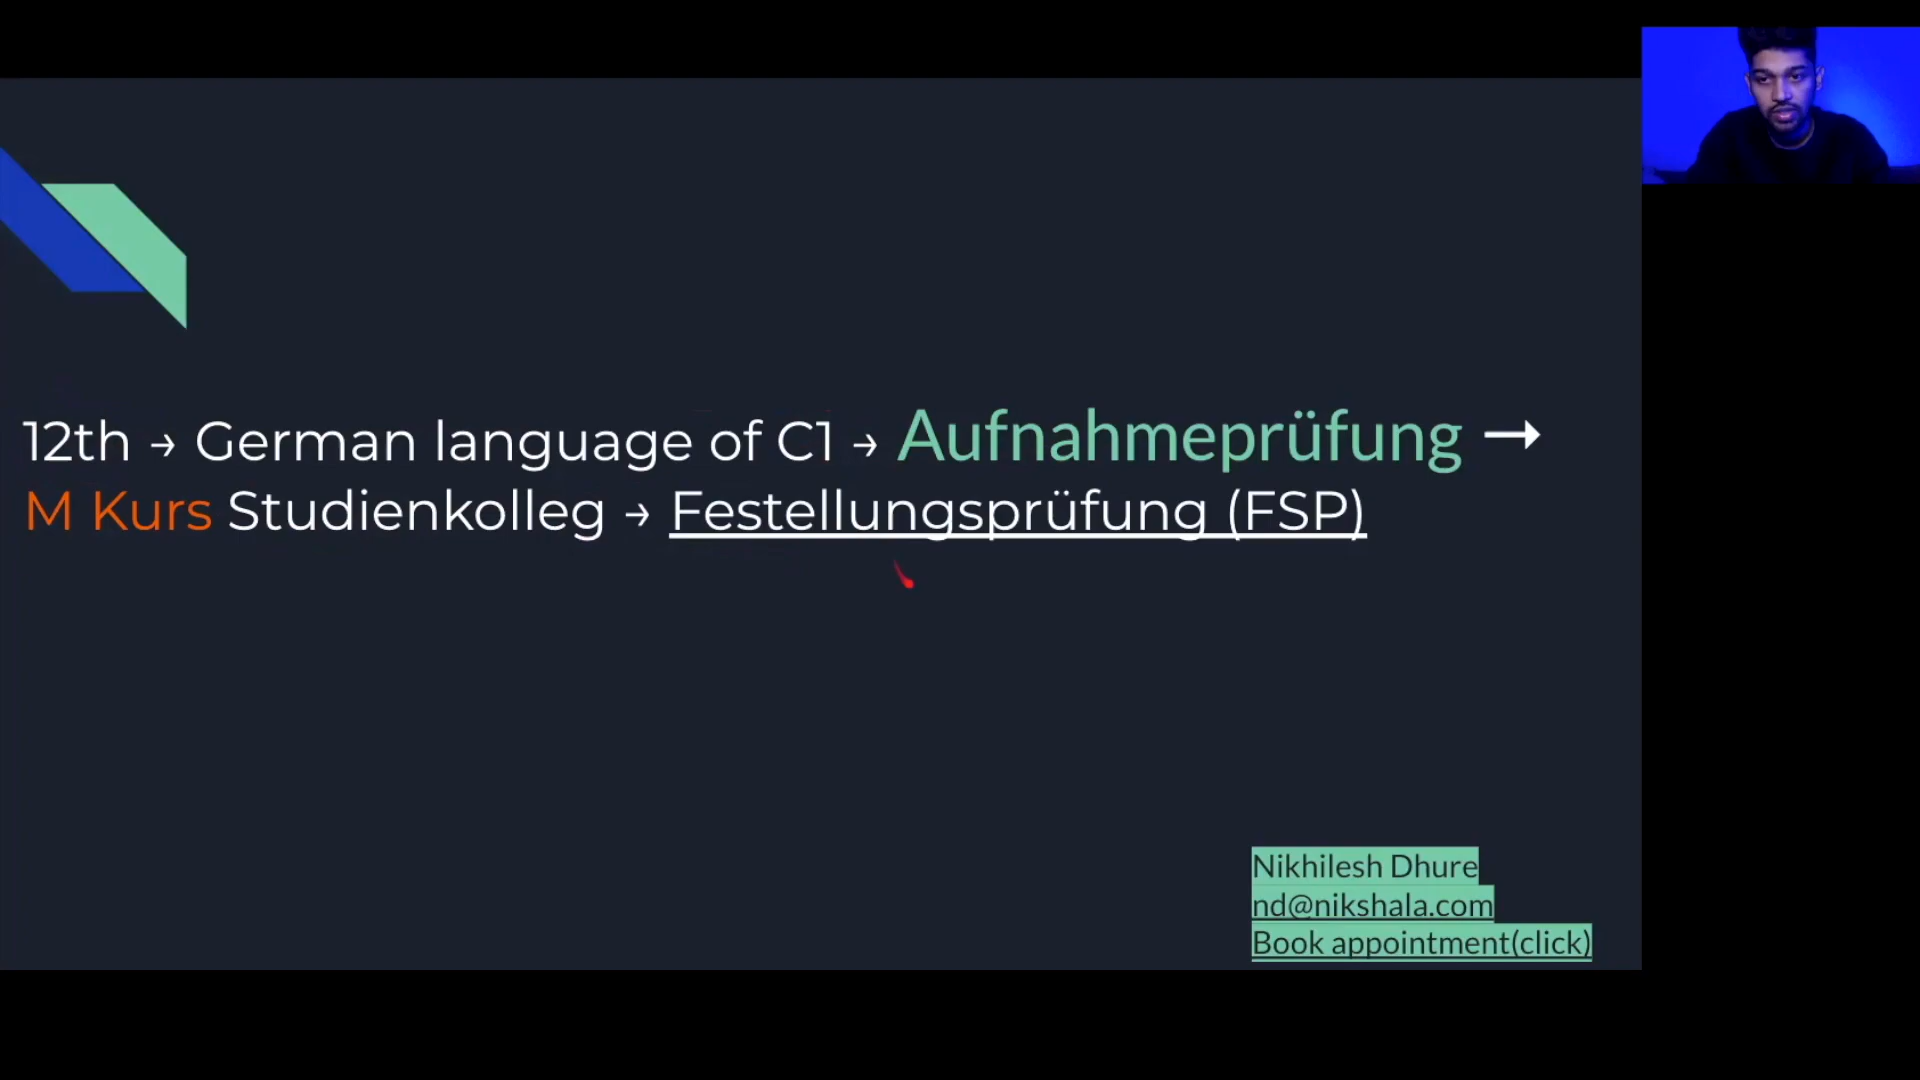 12th → German language of C1 → Aufnahmeprüfung →
M Kurs Studienkolleg → Festellungsprüfung (FSP)
Nikhilesh Dhure
nd@nikshala.com
Book appointment(click)